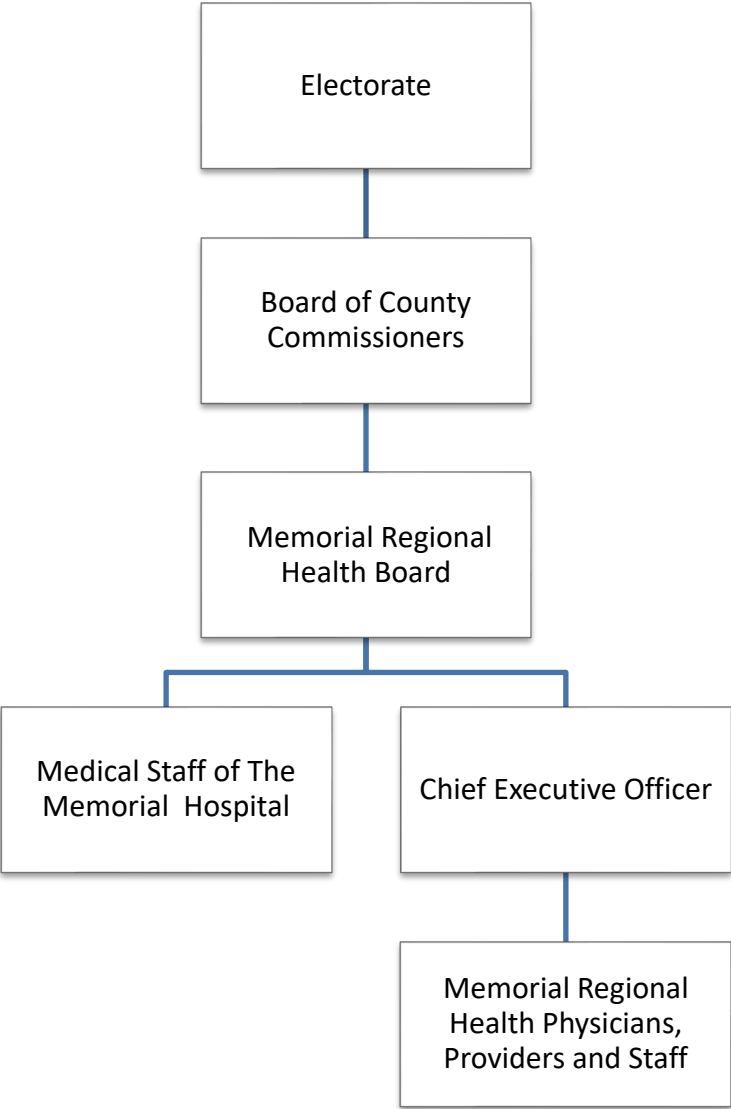 Electorate
Board of County
Commissioners
Memorial Regional
Health Board
Medical Staff of The
Memorial  Hospital
Chief Executive Officer
Memorial Regional
Health Physicians,
Providers and Staff